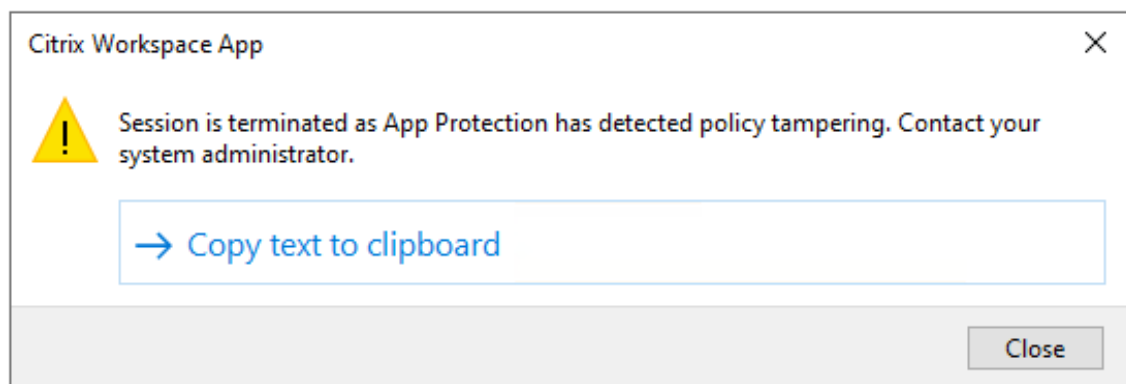 Citrix Workspace App
Session is terminated as App Protection has detected policy tampering. Contact your
system administrator.
→ Copy text to clipboard
Close